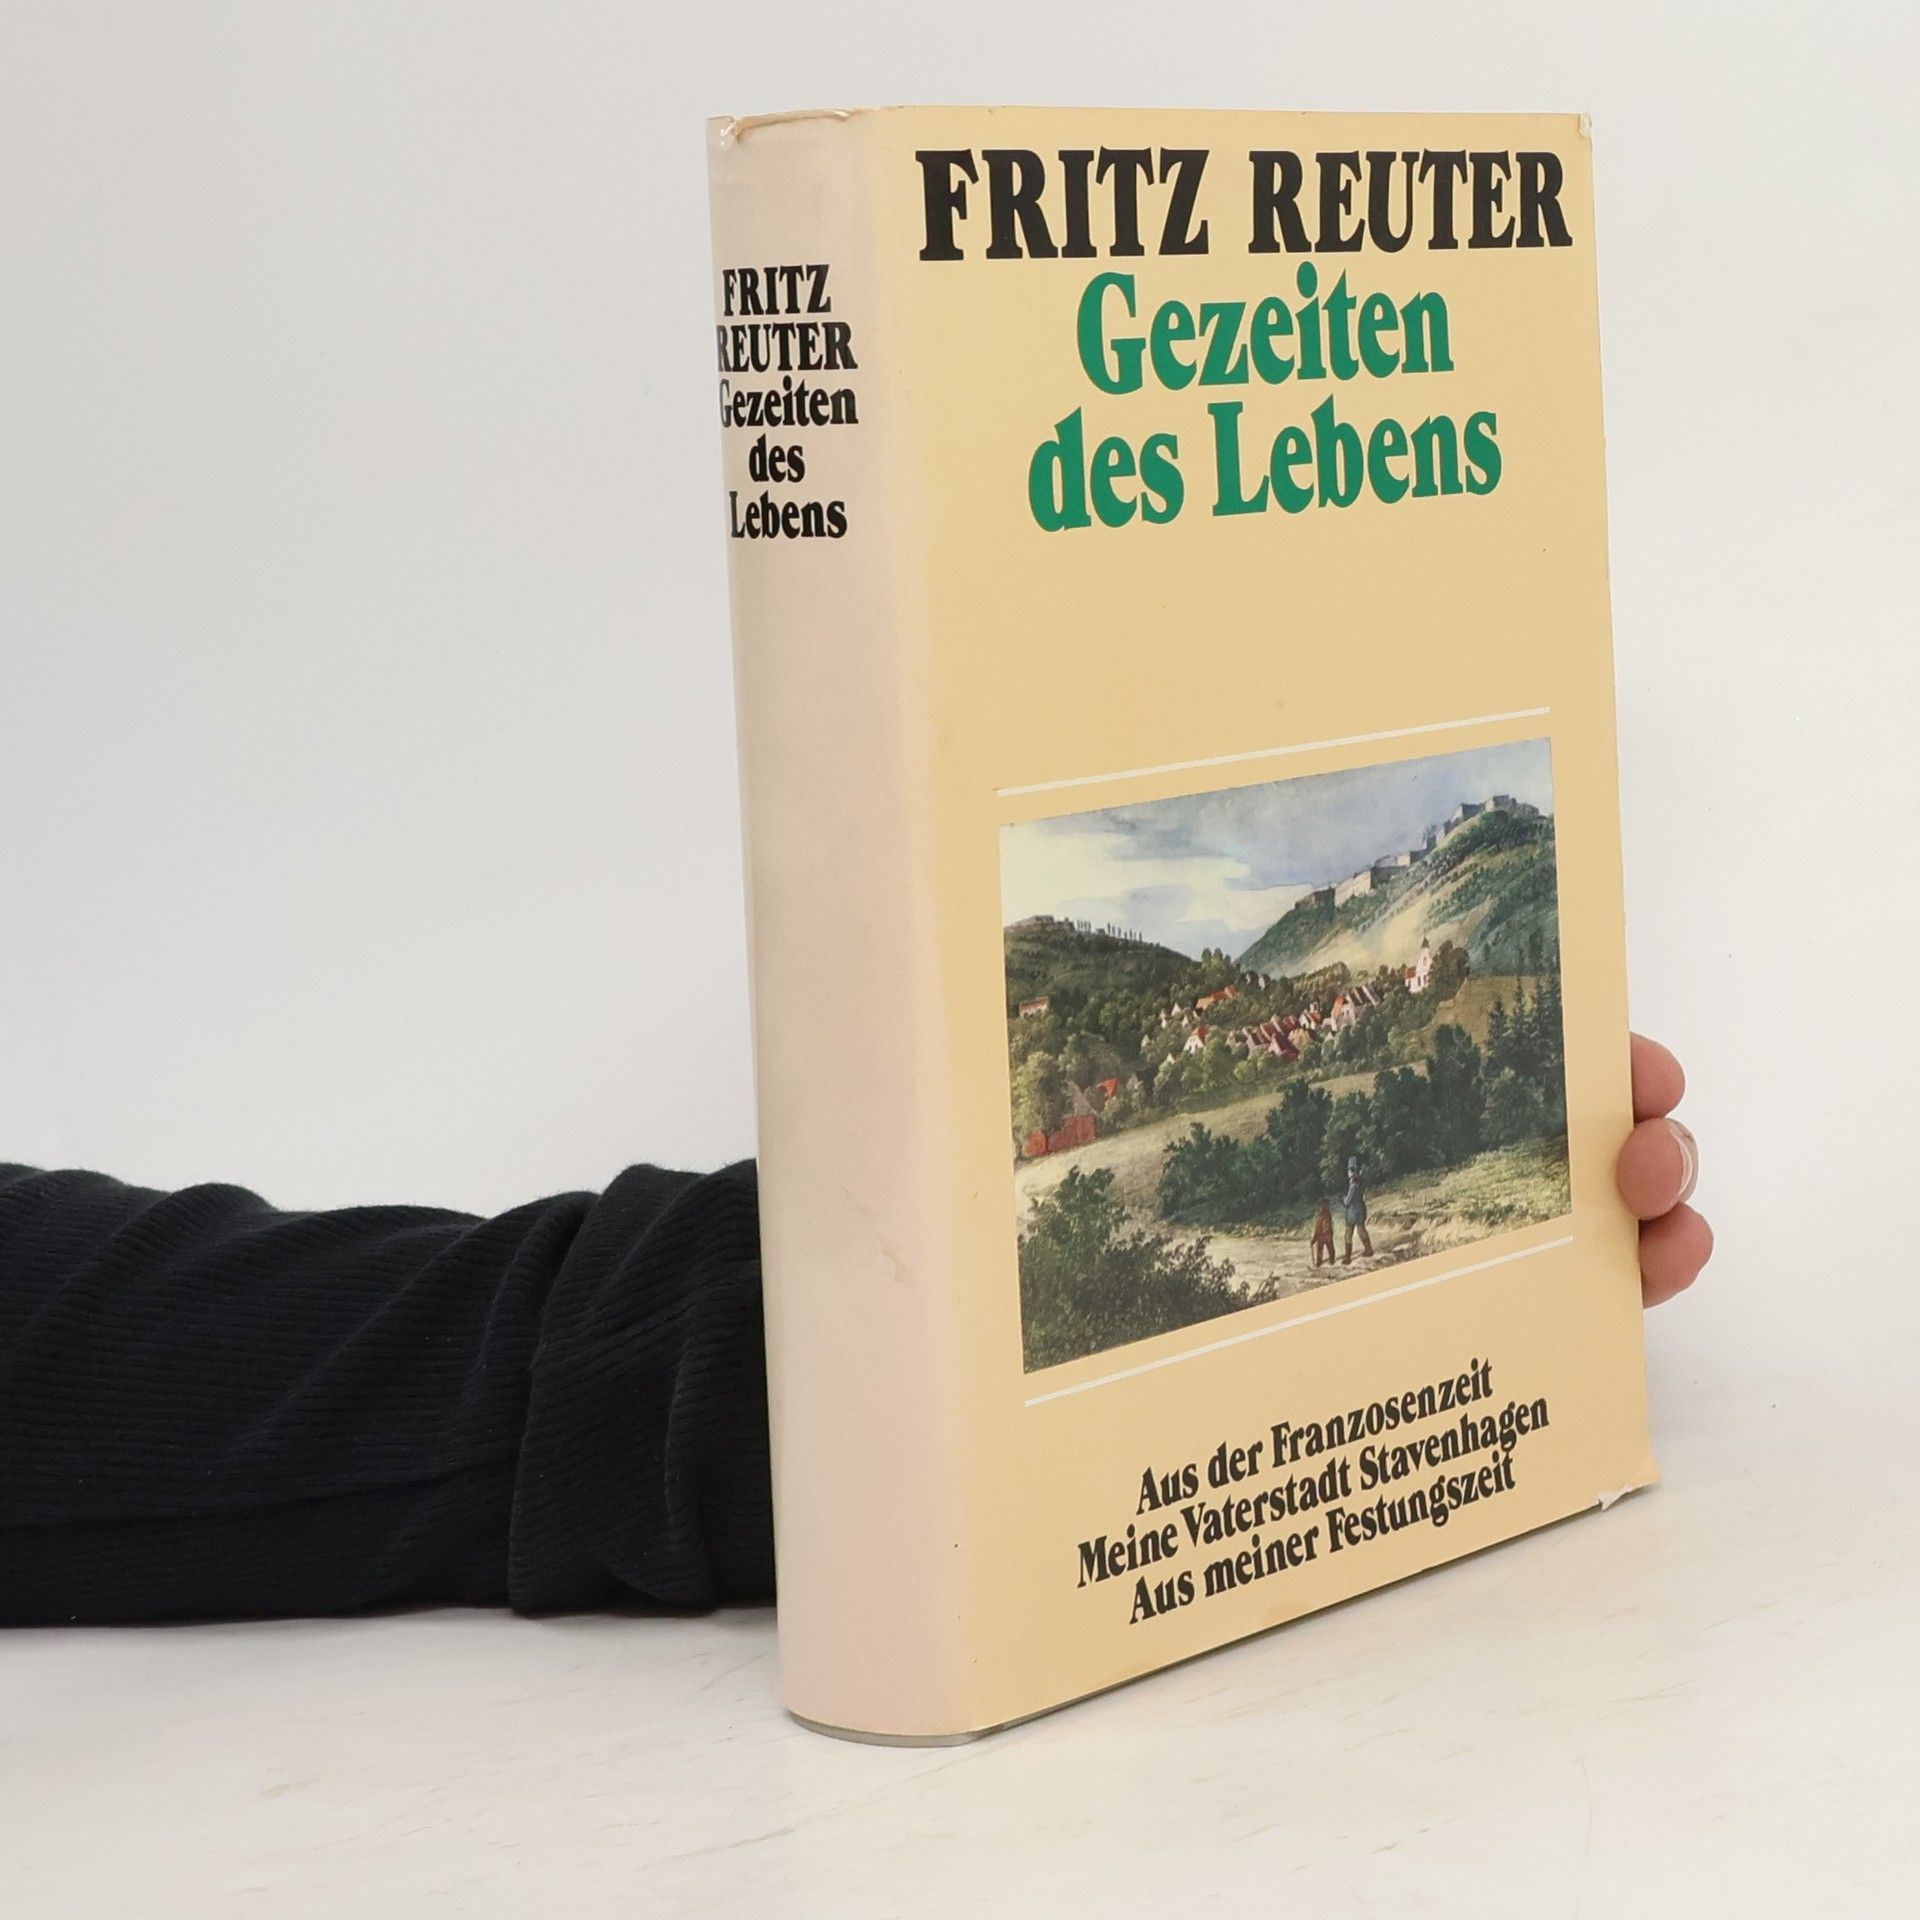 FRITZ
REUTER
Gezeiten
des
Lebens
FRITZ REUTER
Gezeiten
des Lebens
Aus der Franzosenzeit
Meine Vaterstadt Stavenhagen
Aus meiner Festungszeit